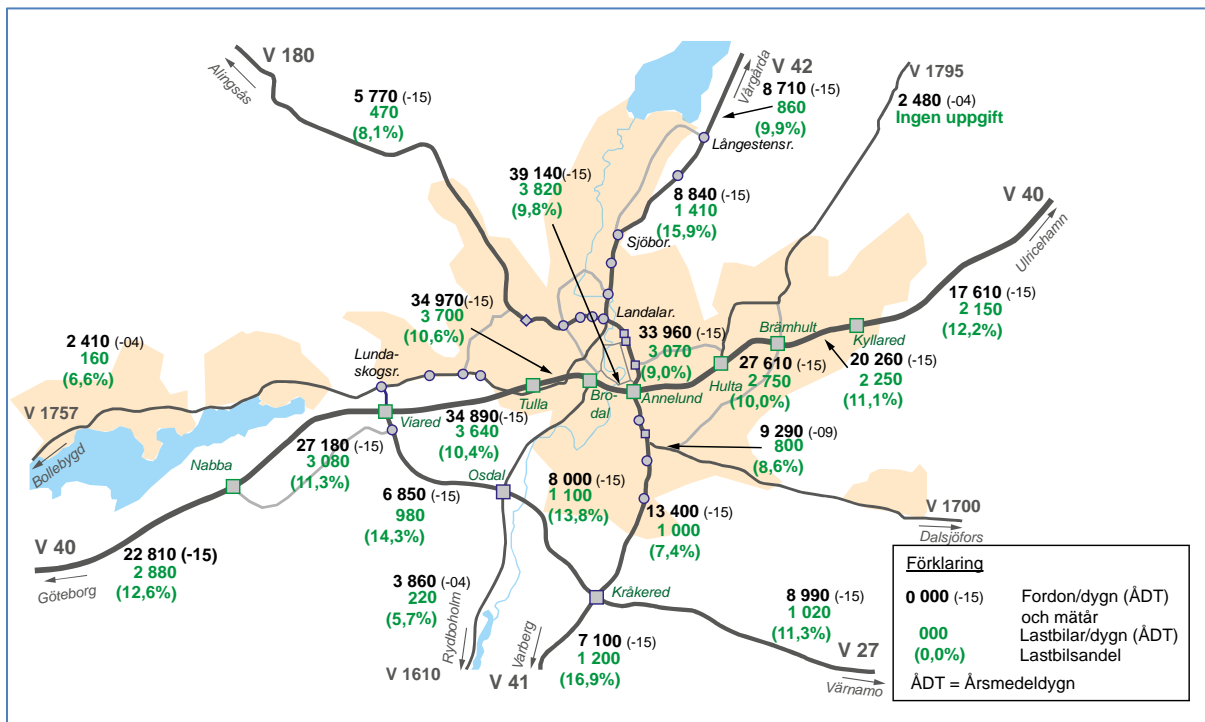 V 180
Alingsås
5 770 (-15)
470
(8,1%)
V 42
Vårgårda
8 710 (-15)
860
(9,9%)
V 1795
2 480 (-04)
Ingen uppgift
Långestensr.
39 140 (-15)
3 820
(9,8%)
8 840 (-15)
1 410
(15,9%)
Sjöbor.
V 40
Ulricehamn
17 610 (-15)
2 150
(12,2%)
34 970 (-15)
3 700
(10,6%)
Landalar.
33 960 (-15)
3 070
(9,0%)
Brämhult
Kyllared
20 260 (-15)
2 250
(11,1%)
2 410 (-04)
160
(6,6%)
Lunda-
skogsr.
27 610 (-15)
2 750
(10,0%)
Hulta
Tulla
Bro-
dal
Annelund
V 1757
Bollebygd
Viared
34 890 (-15)
3 640
(10,4%)
9 290 (-09)
800
(8,6%)
27 180 (-15)
3 080
(11,3%)
Nabba
Osdal
8 000 (-15)
1 100
(13,8%)
6 850 (-15)
980
(14,3%)
13 400 (-15)
1 000
(7,4%)
V 1700
Dalsjöfors
V 40
Göteborg
22 810 (-15)
2 880
(12,6%)
3 860 (-04)
220
(5,7%)
Rydboholm
V 1610
Kråkered
Varberg
V 41
7 100 (-15)
1 200
(16,9%)
8 990 (-15)
1 020
(11,3%)
V 27
Värnamo
Förklaring
0 000 (-15) Fordon/dygn (ÅDT)
och mätår
000 Lastbilar/dygn (ÅDT)
(0,0%) Lastbilsandel
ÅDT = Årsmedeldygn